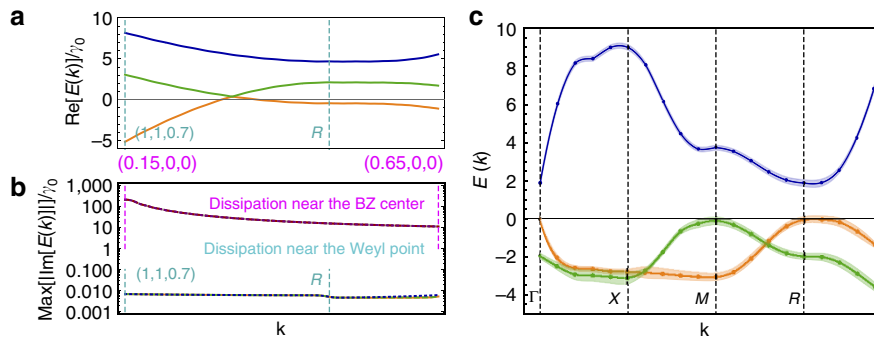 a
10
5
0
−5
Re[E(k)]/γ0
(1,1,0.7)
R
(0.15,0,0)
(0.65,0,0)
b
1,000
100
10
1
0.100
0.010
0.001
Max[|Im[E(k)]|]/γ0
Dissipation near the BZ center
Dissipation near the Weyl point
(1,1,0.7)
R
k
c
10
8
6
4
2
0
−2
−4
E (k)
Γ
X
M
R
k